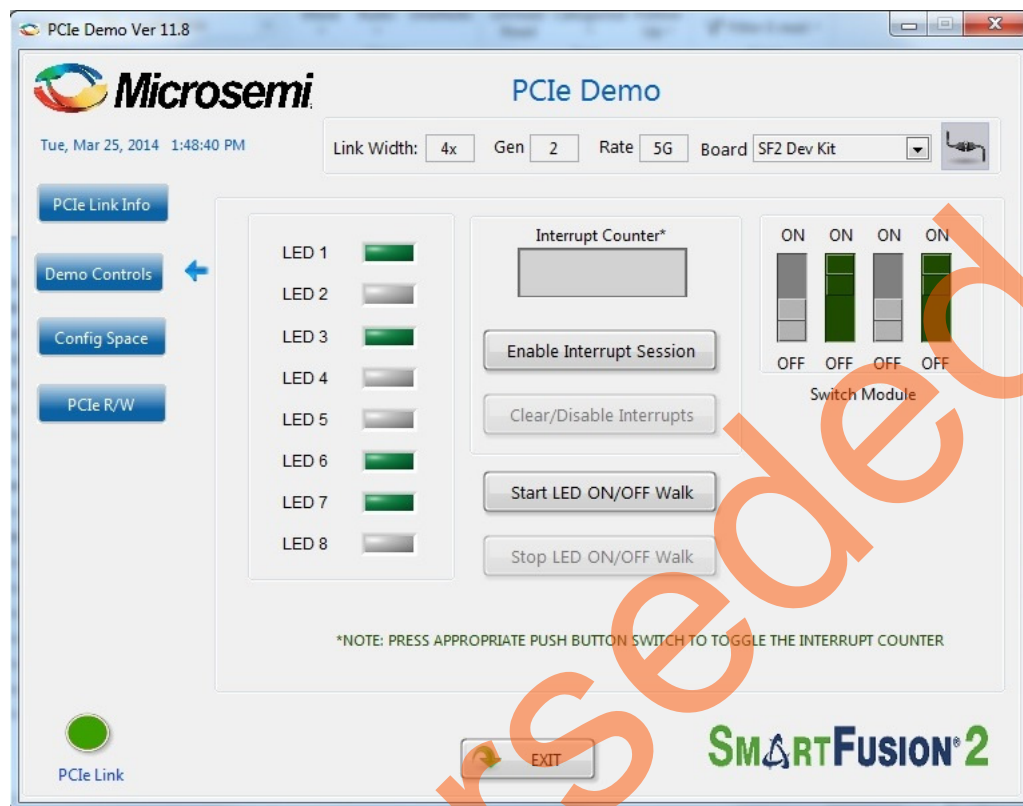 PCIe Demo Ver 11.8
Microsemi
PCIe Demo
Tue, Mar 25, 2014 1:48:40 PM
Link Width: 4x Gen 2 Rate 5G Board SF2 Dev Kit
PCIe Link Info
Demo Controls
Config Space
PCIe R/W
LED 1
LED 2
LED 3
LED 4
LED 5
LED 6
LED 7
LED 8
Interrupt Counter*
Enable Interrupt Session
Clear/Disable Interrupts
Start LED ON/OFF Walk
Stop LED ON/OFF Walk
ON ON ON ON
OFF OFF OFF OFF
Switch Module
*NOTE: PRESS APPROPRIATE PUSH BUTTON SWITCH TO TOGGLE THE INTERRUPT COUNTER
PCIe Link
EXIT
SMARTFUSION®2
rseded